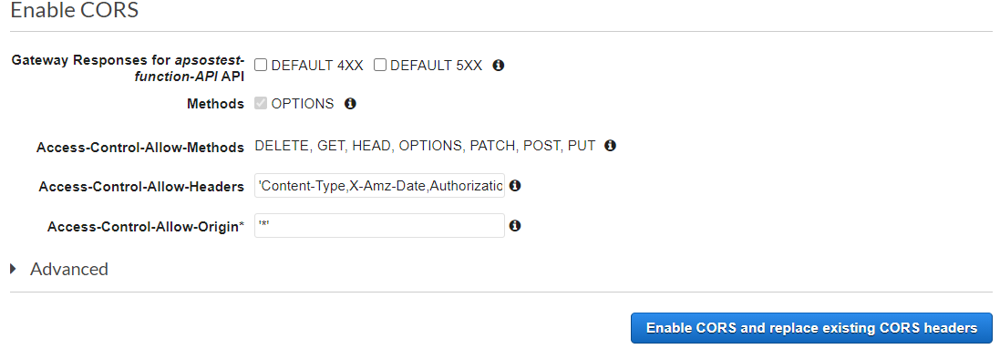 Enable CORS
Gateway Responses for apsostest-
function-API API
DEFAULT 4XX DEFAULT 5XX
Methods OPTIONS
Access-Control-Allow-Methods DELETE, GET, HEAD, OPTIONS, PATCH, POST, PUT
Access-Control-Allow-Headers 'Content-Type,X-Amz-Date,Authorizatio
Access-Control-Allow-Origin* '*'
Advanced
Enable CORS and replace existing CORS headers